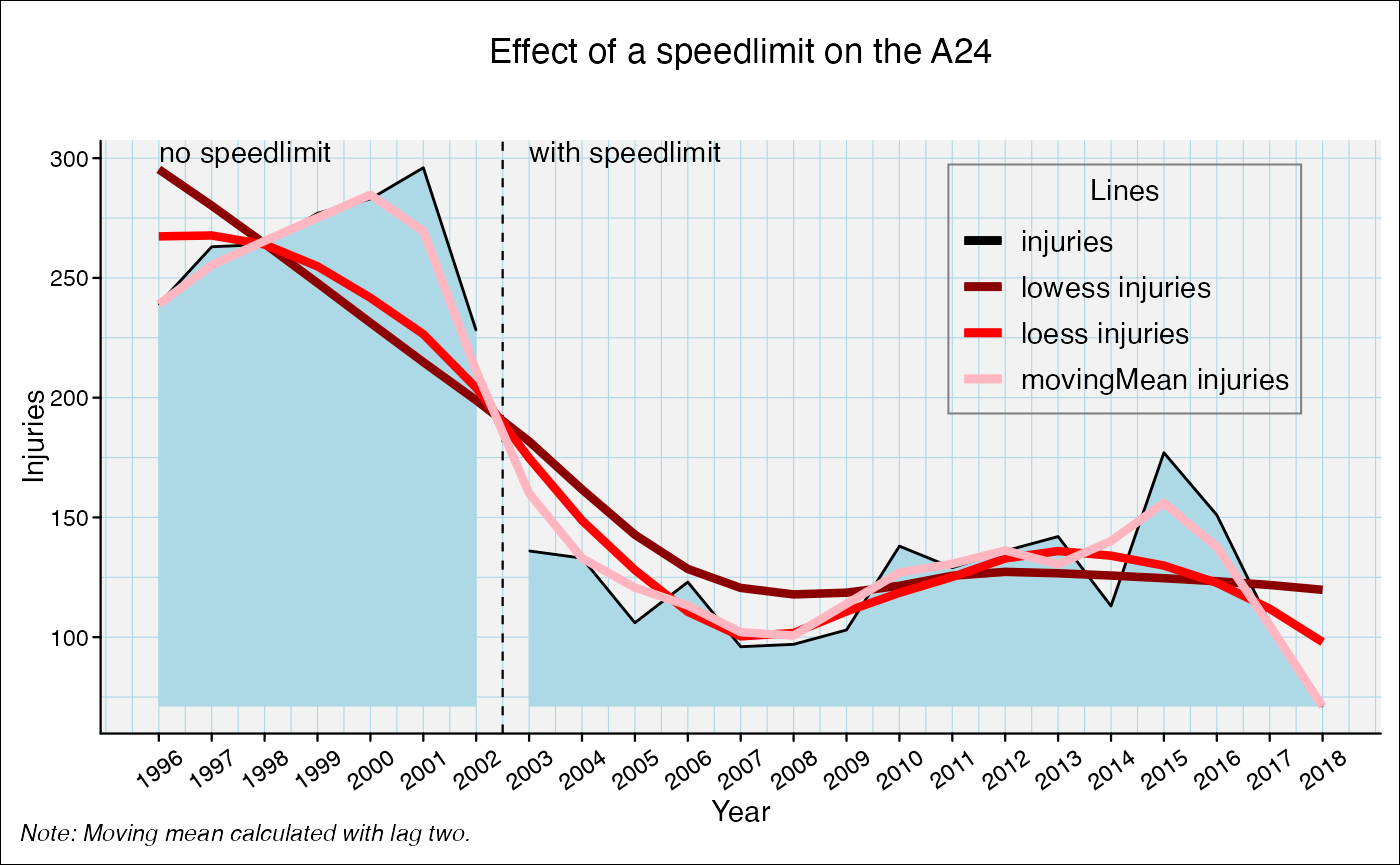 Effect of a speedlimit on the A24
no speedlimit
with speedlimit
Lines
injuries
lowess injuries
loess injuries
movingMean injuries
300
250
200
150
100
Injuries
1996 1997 1998 1999 2000 2001 2002 2003 2004 2005 2006 2007 2008 2009 2010 2011 2012 2013 2014 2015 2016 2017 2018
Year
Note: Moving mean calculated with lag two.